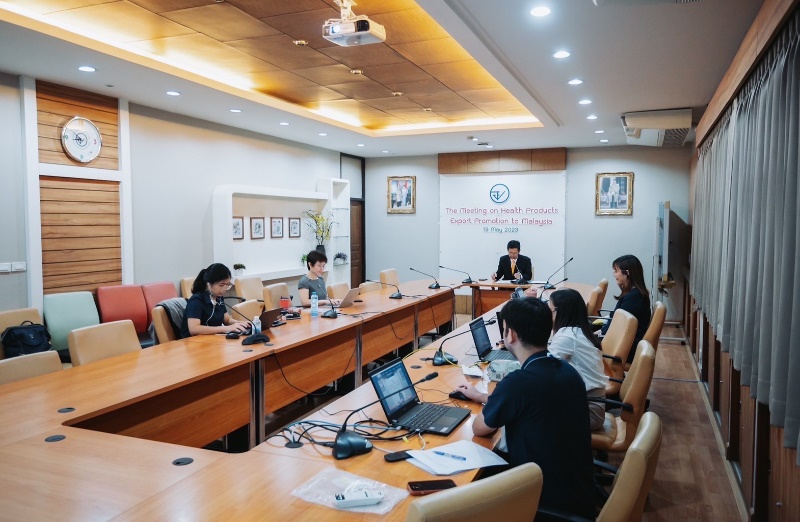 The Meeting on Health Products
Export Promotion to Malaysia
19 May 2023